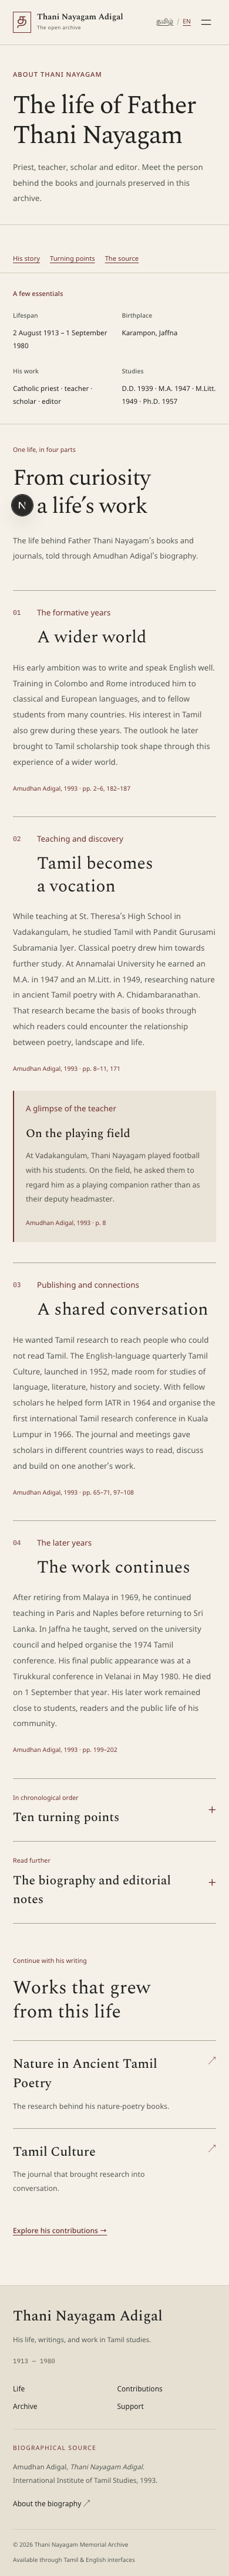 த
Thani Nayagam Adigal
The open archive
தமிழ் / EN
ABOUT THANI NAYAGAM
The life of Father
Thani Nayagam
Priest, teacher, scholar and editor. Meet the person
behind the books and journals preserved in this
archive.
His story Turning points The source
A few essentials
Lifespan
2 August 1913 – 1 September
1980
Birthplace
Karampon, Jaffna
His work
Catholic priest · teacher ·
scholar · editor
Studies
D.D. 1939 · M.A. 1947 · M.Litt.
1949 · Ph.D. 1957
One life, in four parts
From curiosity
N
a life’s work
The life behind Father Thani Nayagam’s books and
journals, told through Amudhan Adigal’s biography.
01 The formative years
A wider world
His early ambition was to write and speak English well.
Training in Colombo and Rome introduced him to
classical and European languages, and to fellow
students from many countries. His interest in Tamil
also grew during these years. The outlook he later
brought to Tamil scholarship took shape through this
experience of a wider world.
Amudhan Adigal, 1993 · pp. 2–6, 182–187
02 Teaching and discovery
Tamil becomes
a vocation
While teaching at St. Theresa’s High School in
Vadakangulam, he studied Tamil with Pandit Gurusami
Subramania Iyer. Classical poetry drew him towards
further study. At Annamalai University he earned an
M.A. in 1947 and an M.Litt. in 1949, researching nature
in ancient Tamil poetry with A. Chidambaranathan.
That research became the basis of books through
which readers could encounter the relationship
between poetry, landscape and life.
Amudhan Adigal, 1993 · pp. 8–11, 171
A glimpse of the teacher
On the playing field
At Vadakangulam, Thani Nayagam played football
with his students. On the field, he asked them to
regard him as a playing companion rather than as
their deputy headmaster.
Amudhan Adigal, 1993 · p. 8
03 Publishing and connections
A shared conversation
He wanted Tamil research to reach people who could
not read Tamil. The English-language quarterly Tamil
Culture, launched in 1952, made room for studies of
language, literature, history and society. With fellow
scholars he helped form IATR in 1964 and organise the
first international Tamil research conference in Kuala
Lumpur in 1966. The journal and meetings gave
scholars in different countries ways to read, discuss
and build on one another’s work.
Amudhan Adigal, 1993 · pp. 65–71, 97–108
04 The later years
The work continues
After retiring from Malaya in 1969, he continued
teaching in Paris and Naples before returning to Sri
Lanka. In Jaffna he taught, served on the university
council and helped organise the 1974 Tamil
conference. His final public appearance was at a
Tirukkural conference in Velanai in May 1980. He died
on 1 September that year. His later work remained
close to students, readers and the public life of his
community.
Amudhan Adigal, 1993 · pp. 199–202
In chronological order
Ten turning points +
Read further
The biography and editorial
notes +
Continue with his writing
Works that grew
from this life
Nature in Ancient Tamil
Poetry ↗
The research behind his nature-poetry books.
Tamil Culture ↗
The journal that brought research into
conversation.
Explore his contributions →
Thani Nayagam Adigal
His life, writings, and work in Tamil studies.
1913 — 1980
Life Contributions
Archive Support
BIOGRAPHICAL SOURCE
Amudhan Adigal, Thani Nayagam Adigal.
International Institute of Tamil Studies, 1993.
About the biography ↗
© 2026 Thani Nayagam Memorial Archive
Available through Tamil & English interfaces